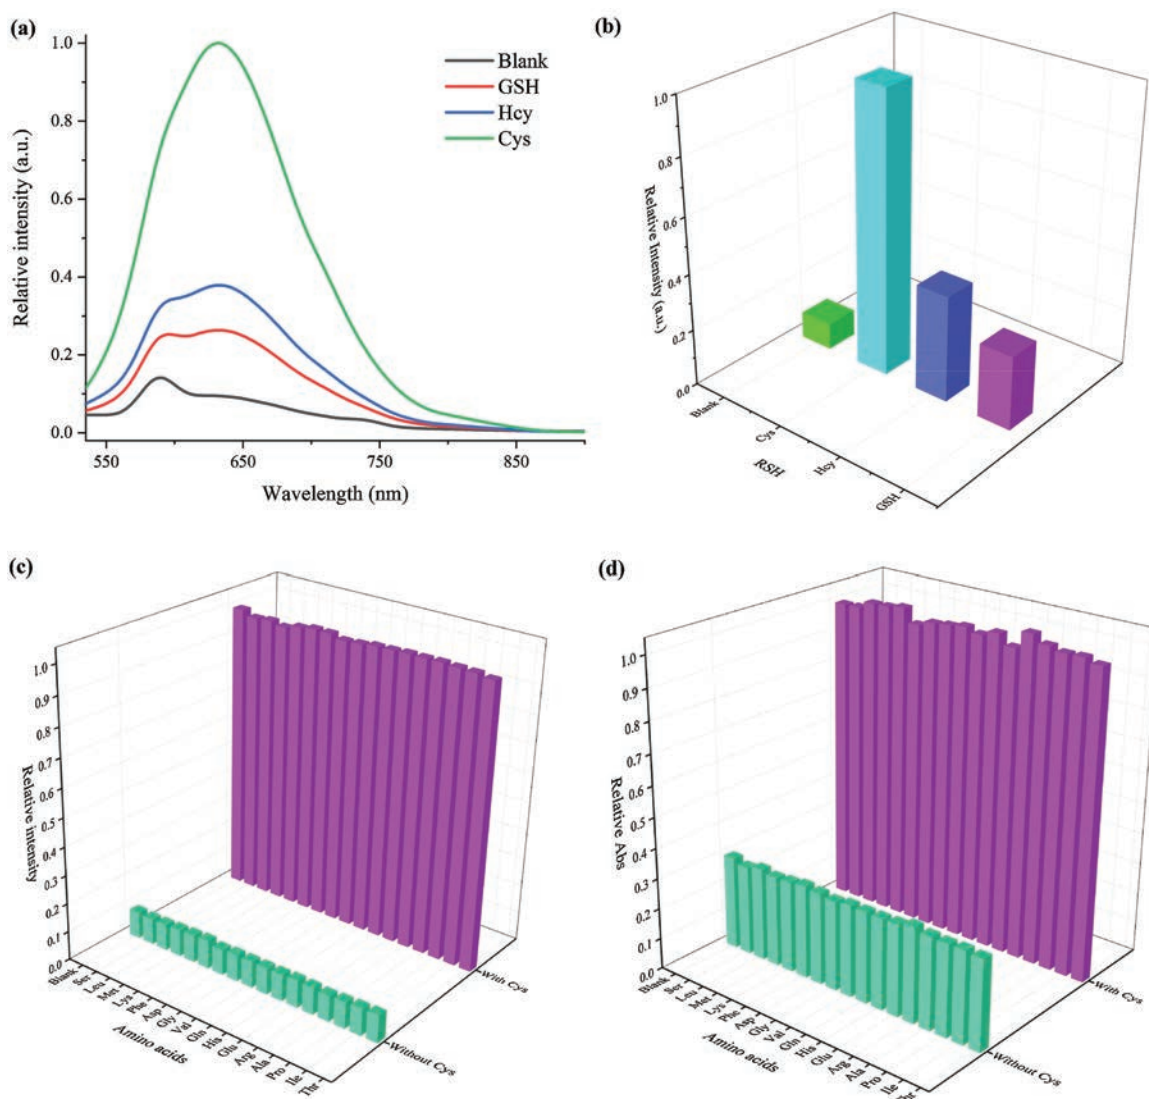 (a)
1.0
0.8
0.6
0.4
0.2
0.0
Relative intensity (a.u.)
Blank
GSH
Hcy
Cys
550
650
750
850
Wavelength (nm)
(b)
1.0
0.8
0.6
0.4
0.2
0.0
Relative Intensity (a.u.)
Blank
Cys
Hcy
GSH
RSH
(c)
1.0
0.9
0.8
0.7
0.6
0.5
0.4
0.3
0.2
0.1
0.0
Relative intensity
Blank
Ser
Leu
Met
Lys
Phe
Asp
Gly
Val
Gln
His
Glu
Arg
Ala
Pro
Ile
Thr
Amino acids
With Cys
Without Cys
(d)
1.0
0.9
0.8
0.7
0.6
0.5
0.4
0.3
0.2
0.1
0.0
Relative Abs
Blank
Ser
Leu
Met
Lys
Phe
Asp
Gly
Val
Gln
His
Glu
Arg
Ala
Pro
Ile
Thr
Amino acids
With Cys
Without Cys